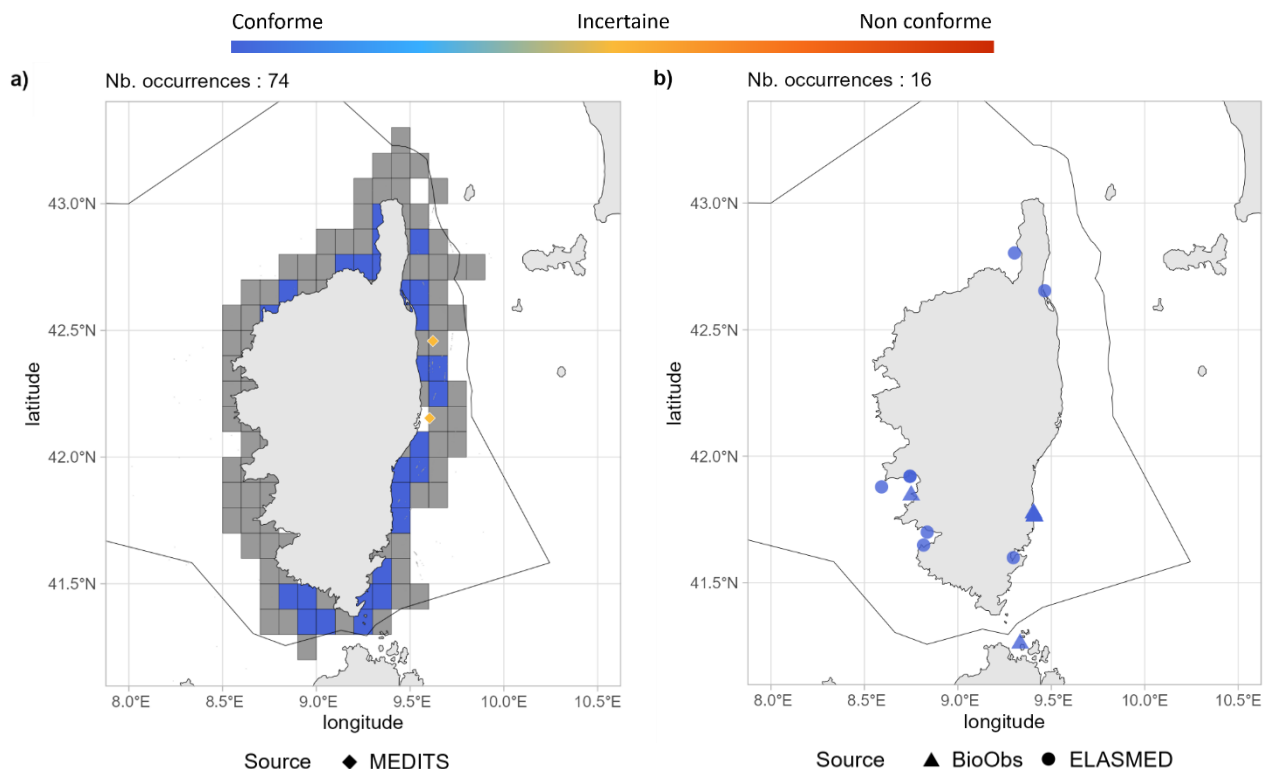 Conforme Incertaine Non conforme
a) Nb. occurrences : 74
43.0°N
42.5°N
42.0°N
41.5°N
latitude
8.0°E 8.5°E 9.0°E 9.5°E 10.0°E 10.5°E
longitude
Source ◆ MEDITS
b) Nb. occurrences : 16
43.0°N
42.5°N
42.0°N
41.5°N
latitude
8.0°E 8.5°E 9.0°E 9.5°E 10.0°E 10.5°E
longitude
Source ▲ BioObs ● ELASMED